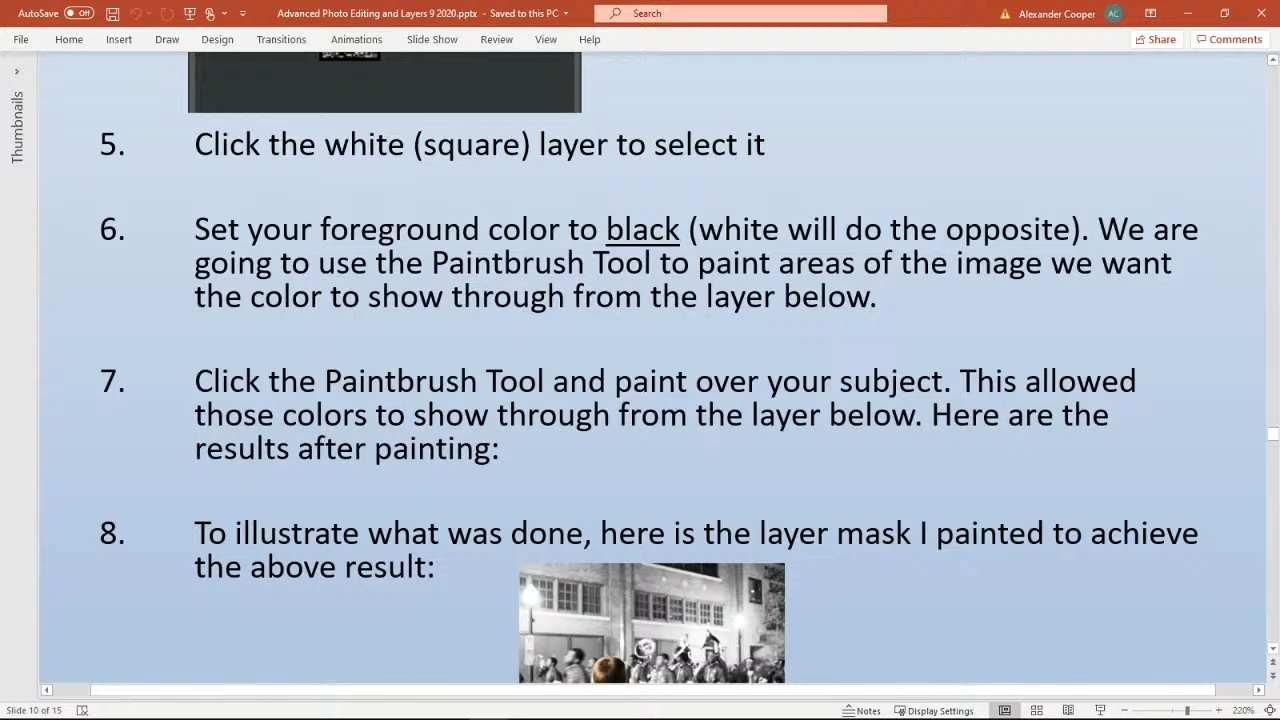 AutoSave Off Advanced Photo Editing and Layers 9 2020.pptx - Saved to this PC Search Alexander Cooper AC
File Home Insert Draw Design Transitions Animations Slide Show Review View Help Share Comments
Thumbnails
5. Click the white (square) layer to select it
6. Set your foreground color to black (white will do the opposite). We are
going to use the Paintbrush Tool to paint areas of the image we want
the color to show through from the layer below.
7. Click the Paintbrush Tool and paint over your subject. This allowed
those colors to show through from the layer below. Here are the
results after painting:
8. To illustrate what was done, here is the layer mask I painted to achieve
the above result:
Slide 10 of 15 Notes Display Settings 220%